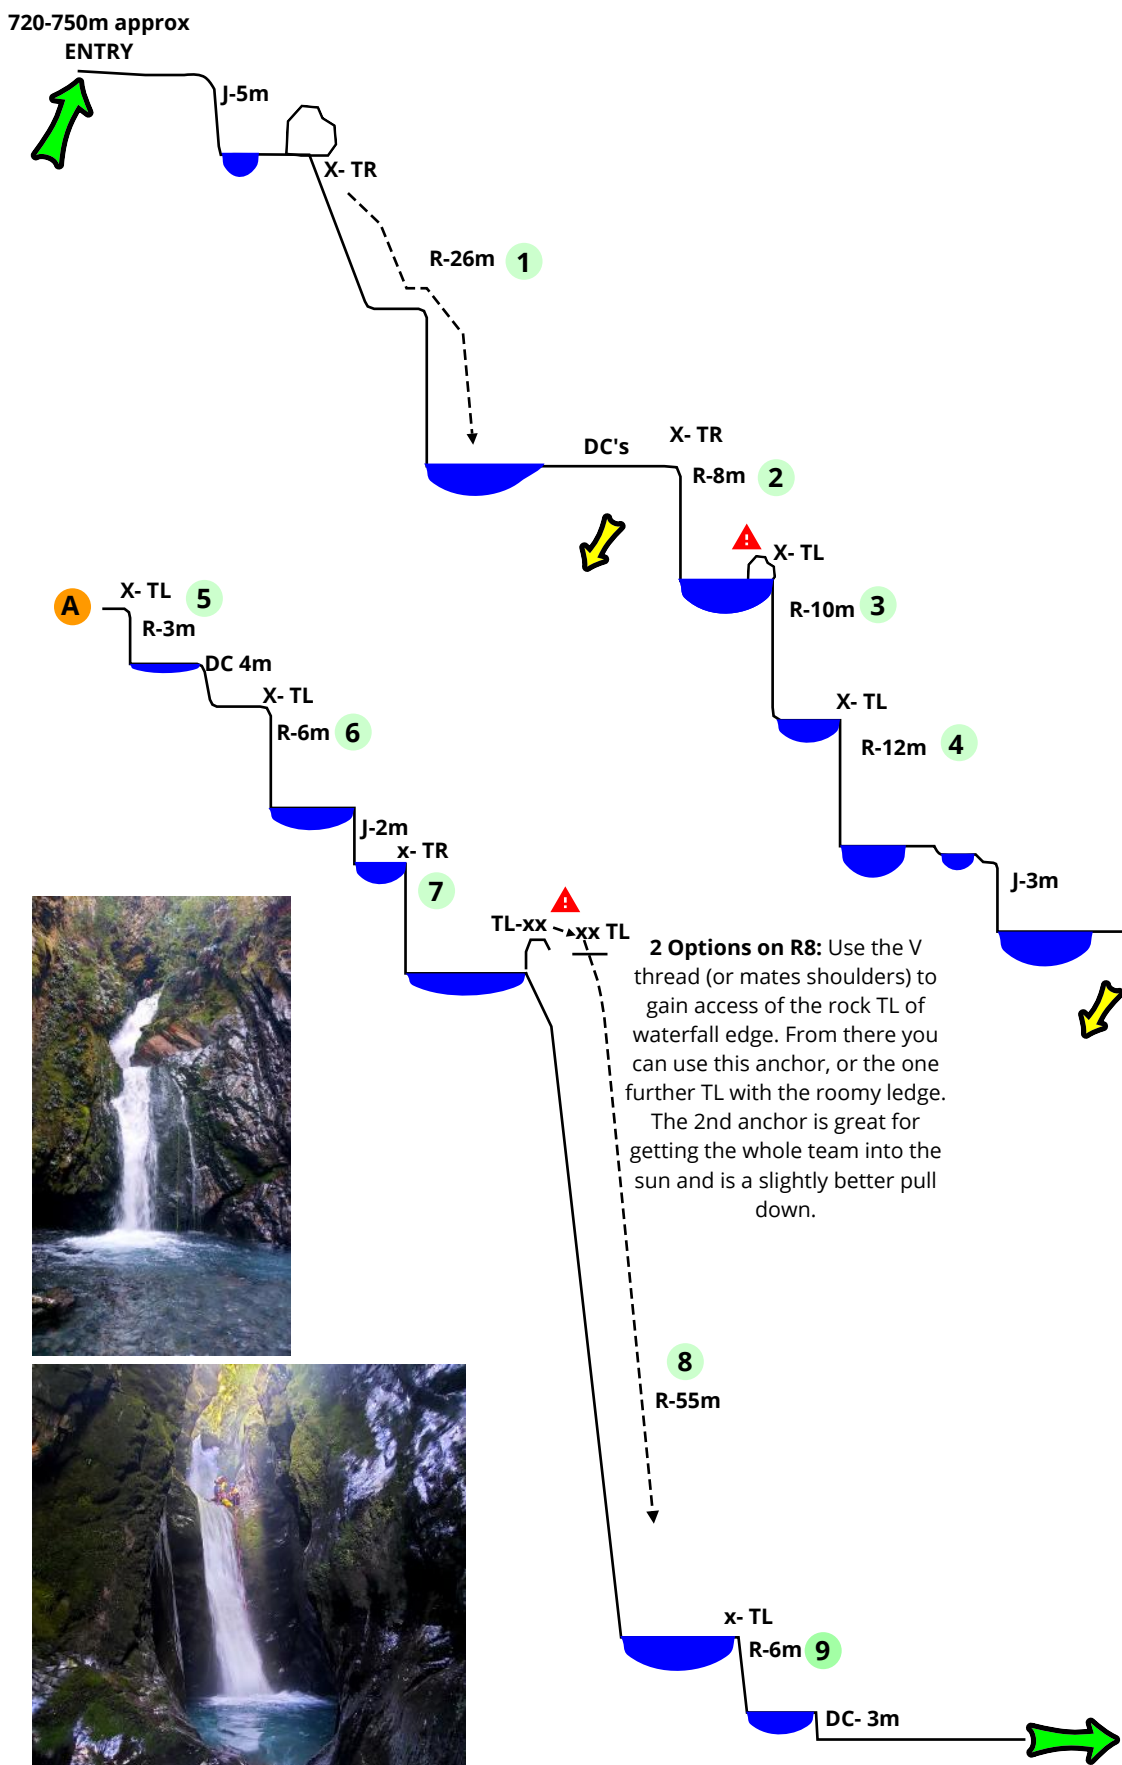 720-750m approx
ENTRY
J-5m
X- TR
R-26m
1
DC's
X- TR
R-8m
2
X- TL
R-10m
3
X- TL
R-12m
4
J-3m
A
X- TL
5
R-3m
DC 4m
X- TL
R-6m
6
J-2m
x- TR
7
TL-xx
xx TL
2 Options on R8: Use the V
thread (or mates shoulders) to
gain access of the rock TL of
waterfall edge. From there you
can use this anchor, or the one
further TL with the roomy ledge.
The 2nd anchor is great for
getting the whole team into the
sun and is a slightly better pull
down.
8
R-55m
x- TL
R-6m
9
DC- 3m